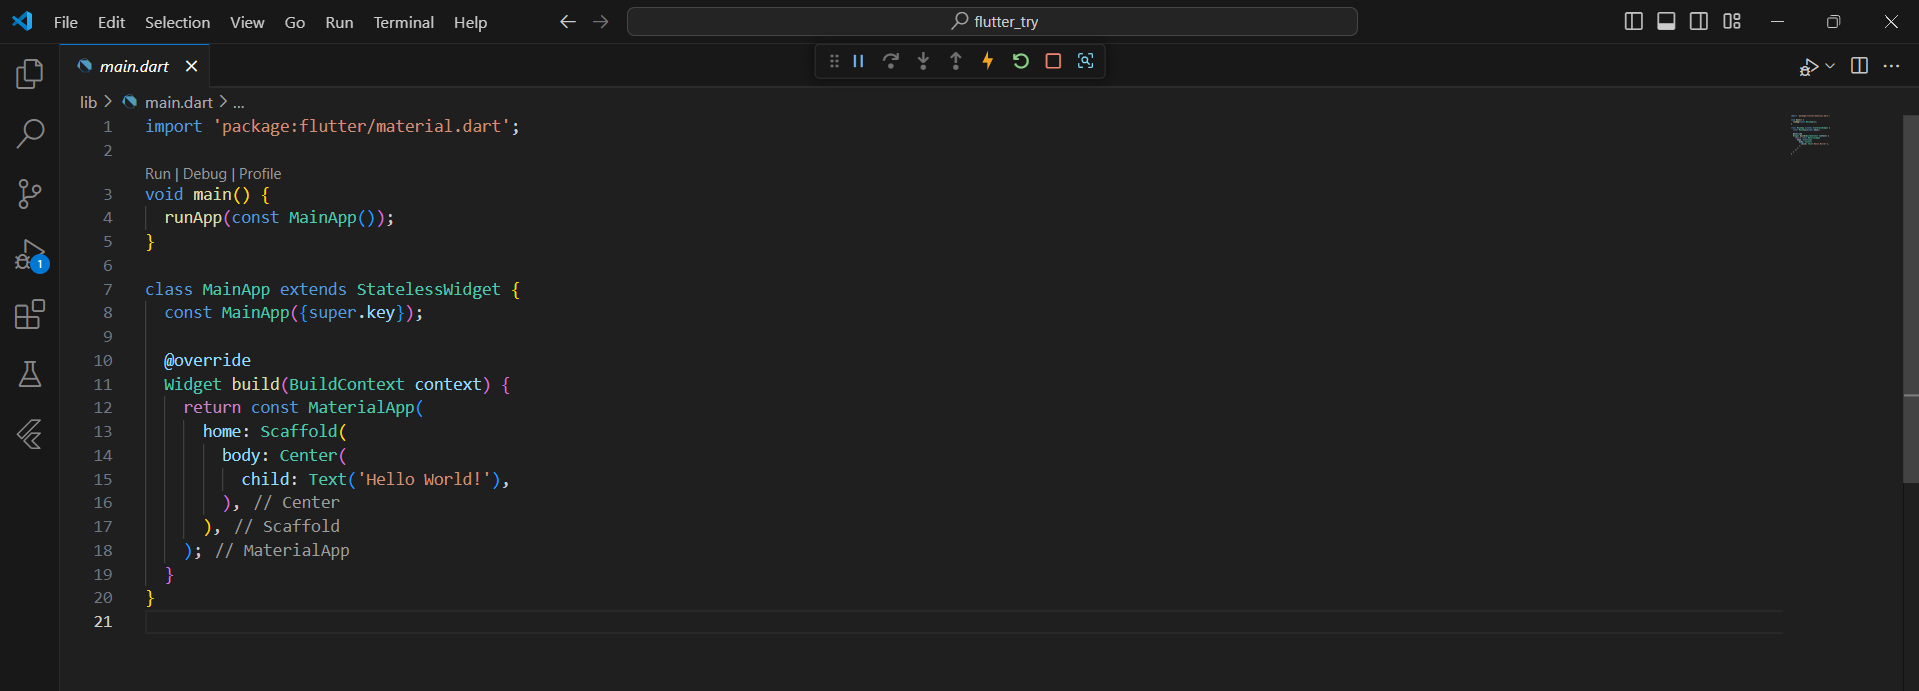 File Edit Selection View Go Run Terminal Help
flutter_try
main.dart
lib > main.dart > ...
1 import 'package:flutter/material.dart';
2
Run | Debug | Profile
3 void main() {
4   runApp(const MainApp());
5 }
6
7 class MainApp extends StatelessWidget {
8   const MainApp({super.key});
9
10   @override
11   Widget build(BuildContext context) {
12     return const MaterialApp(
13       home: Scaffold(
14         body: Center(
15           child: Text('Hello World!'),
16         ), // Center
17       ), // Scaffold
18     ); // MaterialApp
19   }
20 }
21
1